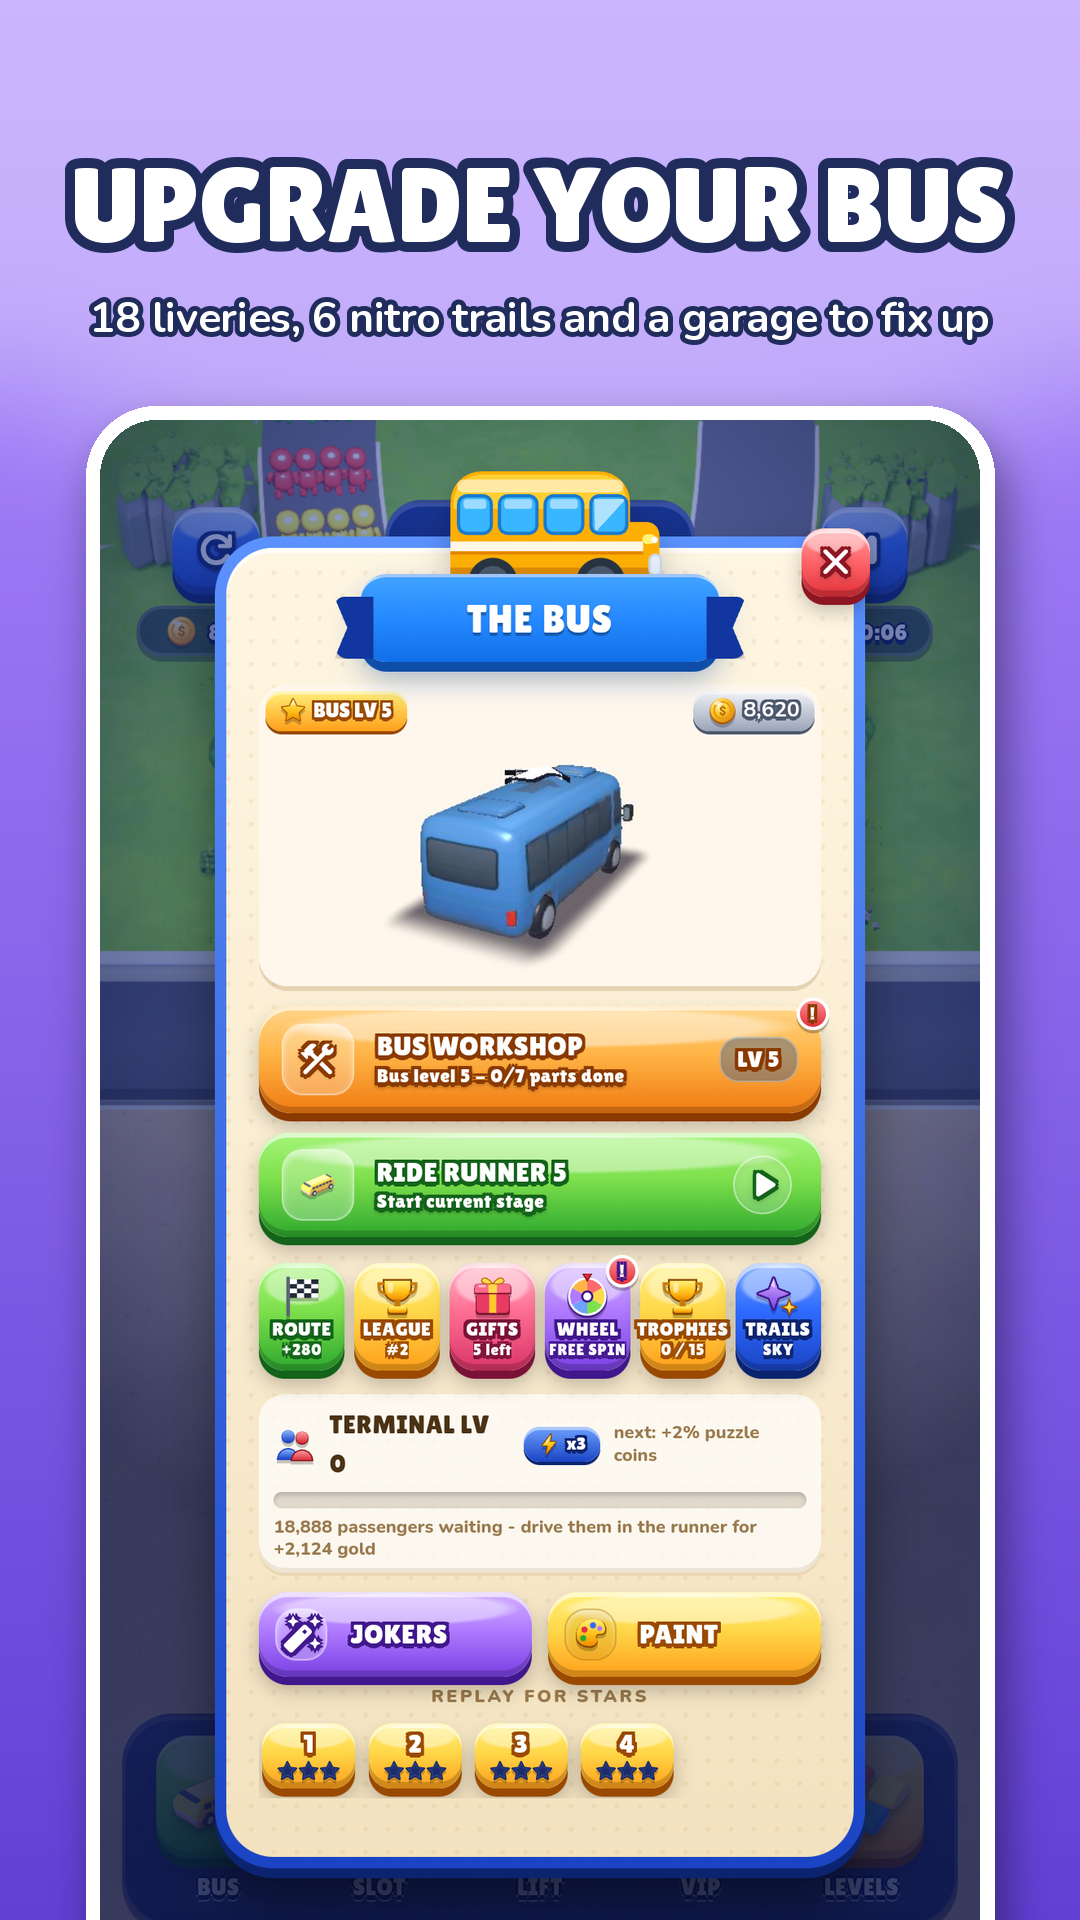 UPGRADE YOUR BUS
18 liveries, 6 nitro trails and a garage to fix up
THE BUS
0:06
BUS LV 5
8,620
BUS WORKSHOP
Bus level 5 – 0/7 parts done
LV 5
RIDE RUNNER 5
Start current stage
ROUTE
+280
LEAGUE
#2
GIFTS
5 left
WHEEL
FREE SPIN
TROPHIES
0/15
TRAILS
SKY
TERMINAL LV
0
x3
next: +2% puzzle
coins
18,888 passengers waiting - drive them in the runner for
+2,124 gold
JOKERS
PAINT
REPLAY FOR STARS
1
2
3
4
BUS
SLOT
LIFT
VIP
LEVELS